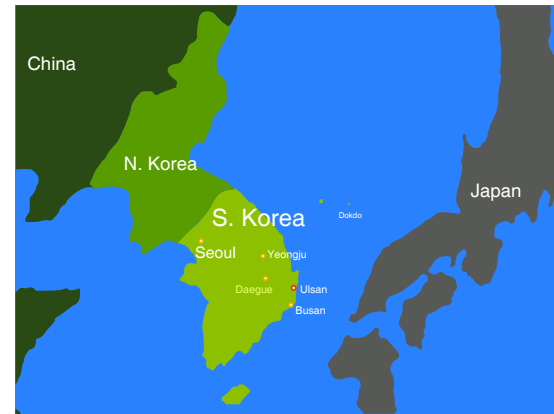 China
N. Korea
Japan
S. Korea
Dokdo
Seoul
Yeongju
Daegue
Ulsan
Busan